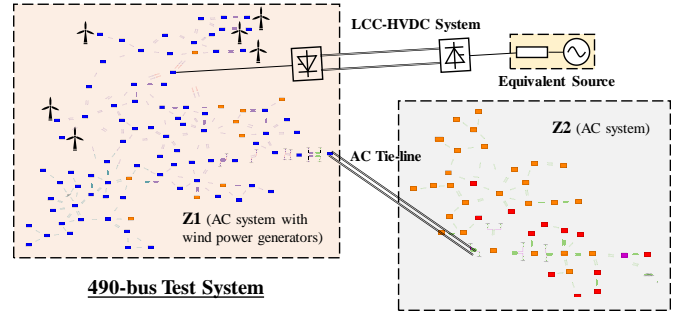 LCC-HVDC System
Equivalent Source
Z2 (AC system)
AC Tie-line
Z1 (AC system with
wind power generators)
490-bus Test System